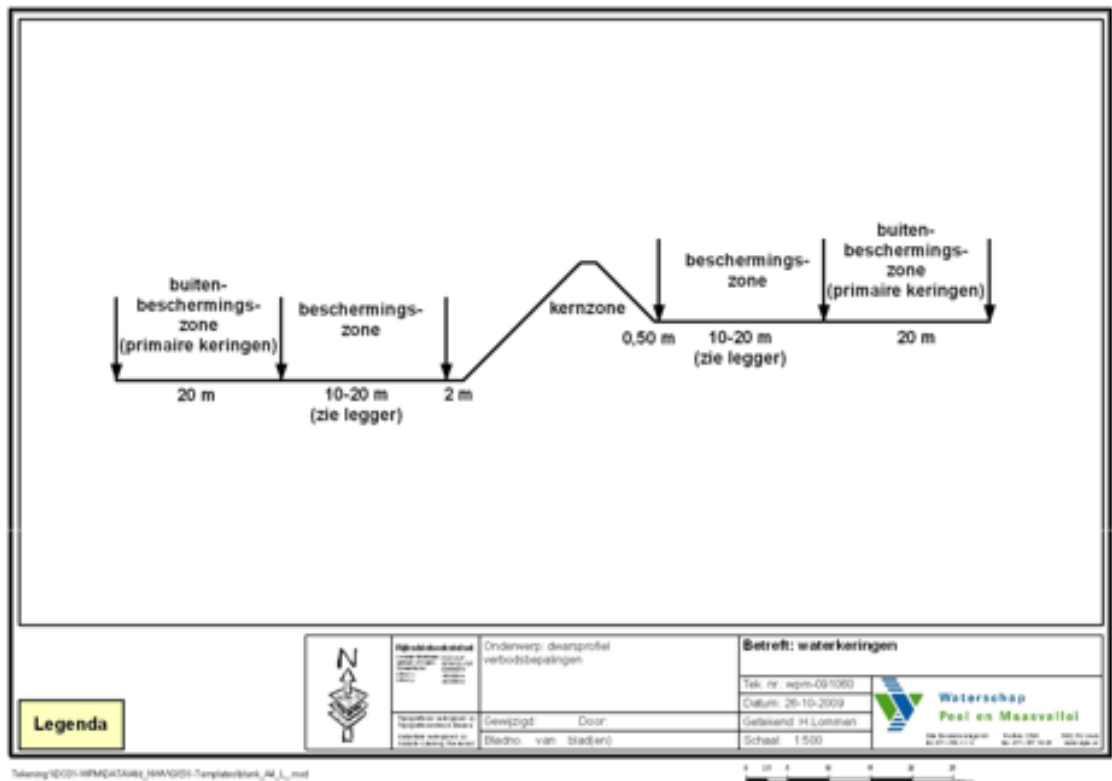 buiten-
beschermings-
zone
(primaire keringen)
beschermings-
zone
kernzone
beschermings-
zone
buiten-
beschermings-
zone
(primaire keringen)
20 m
10-20 m
(zie legger)
2 m
0,50 m
10-20 m
(zie legger)
20 m
Legenda
N
Onderwerp: dwarsprofiel
verbodsbepalingen
Gewijzigd: Door:
Bladno. van blad(en)
Betreft: waterkeringen
Tek. nr. wpm-091060
Datum: 26-10-2009
Getekend: H Lommen
Schaal: 1:500
Waterschap
Peel en Maasvallei